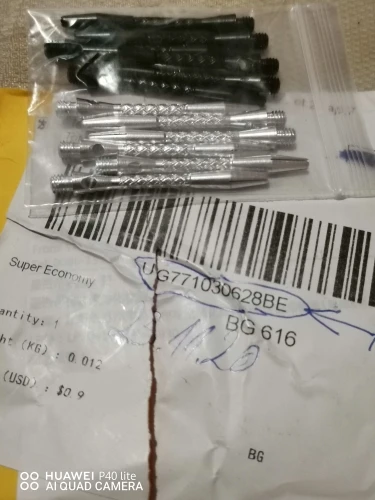 Super Economy
UG771030628BE
BG 616
antity: 1
ht (KG) : 0.012
(USD) : $0.9
BG
HUAWEI P40 lite
AI QUAD CAMERA